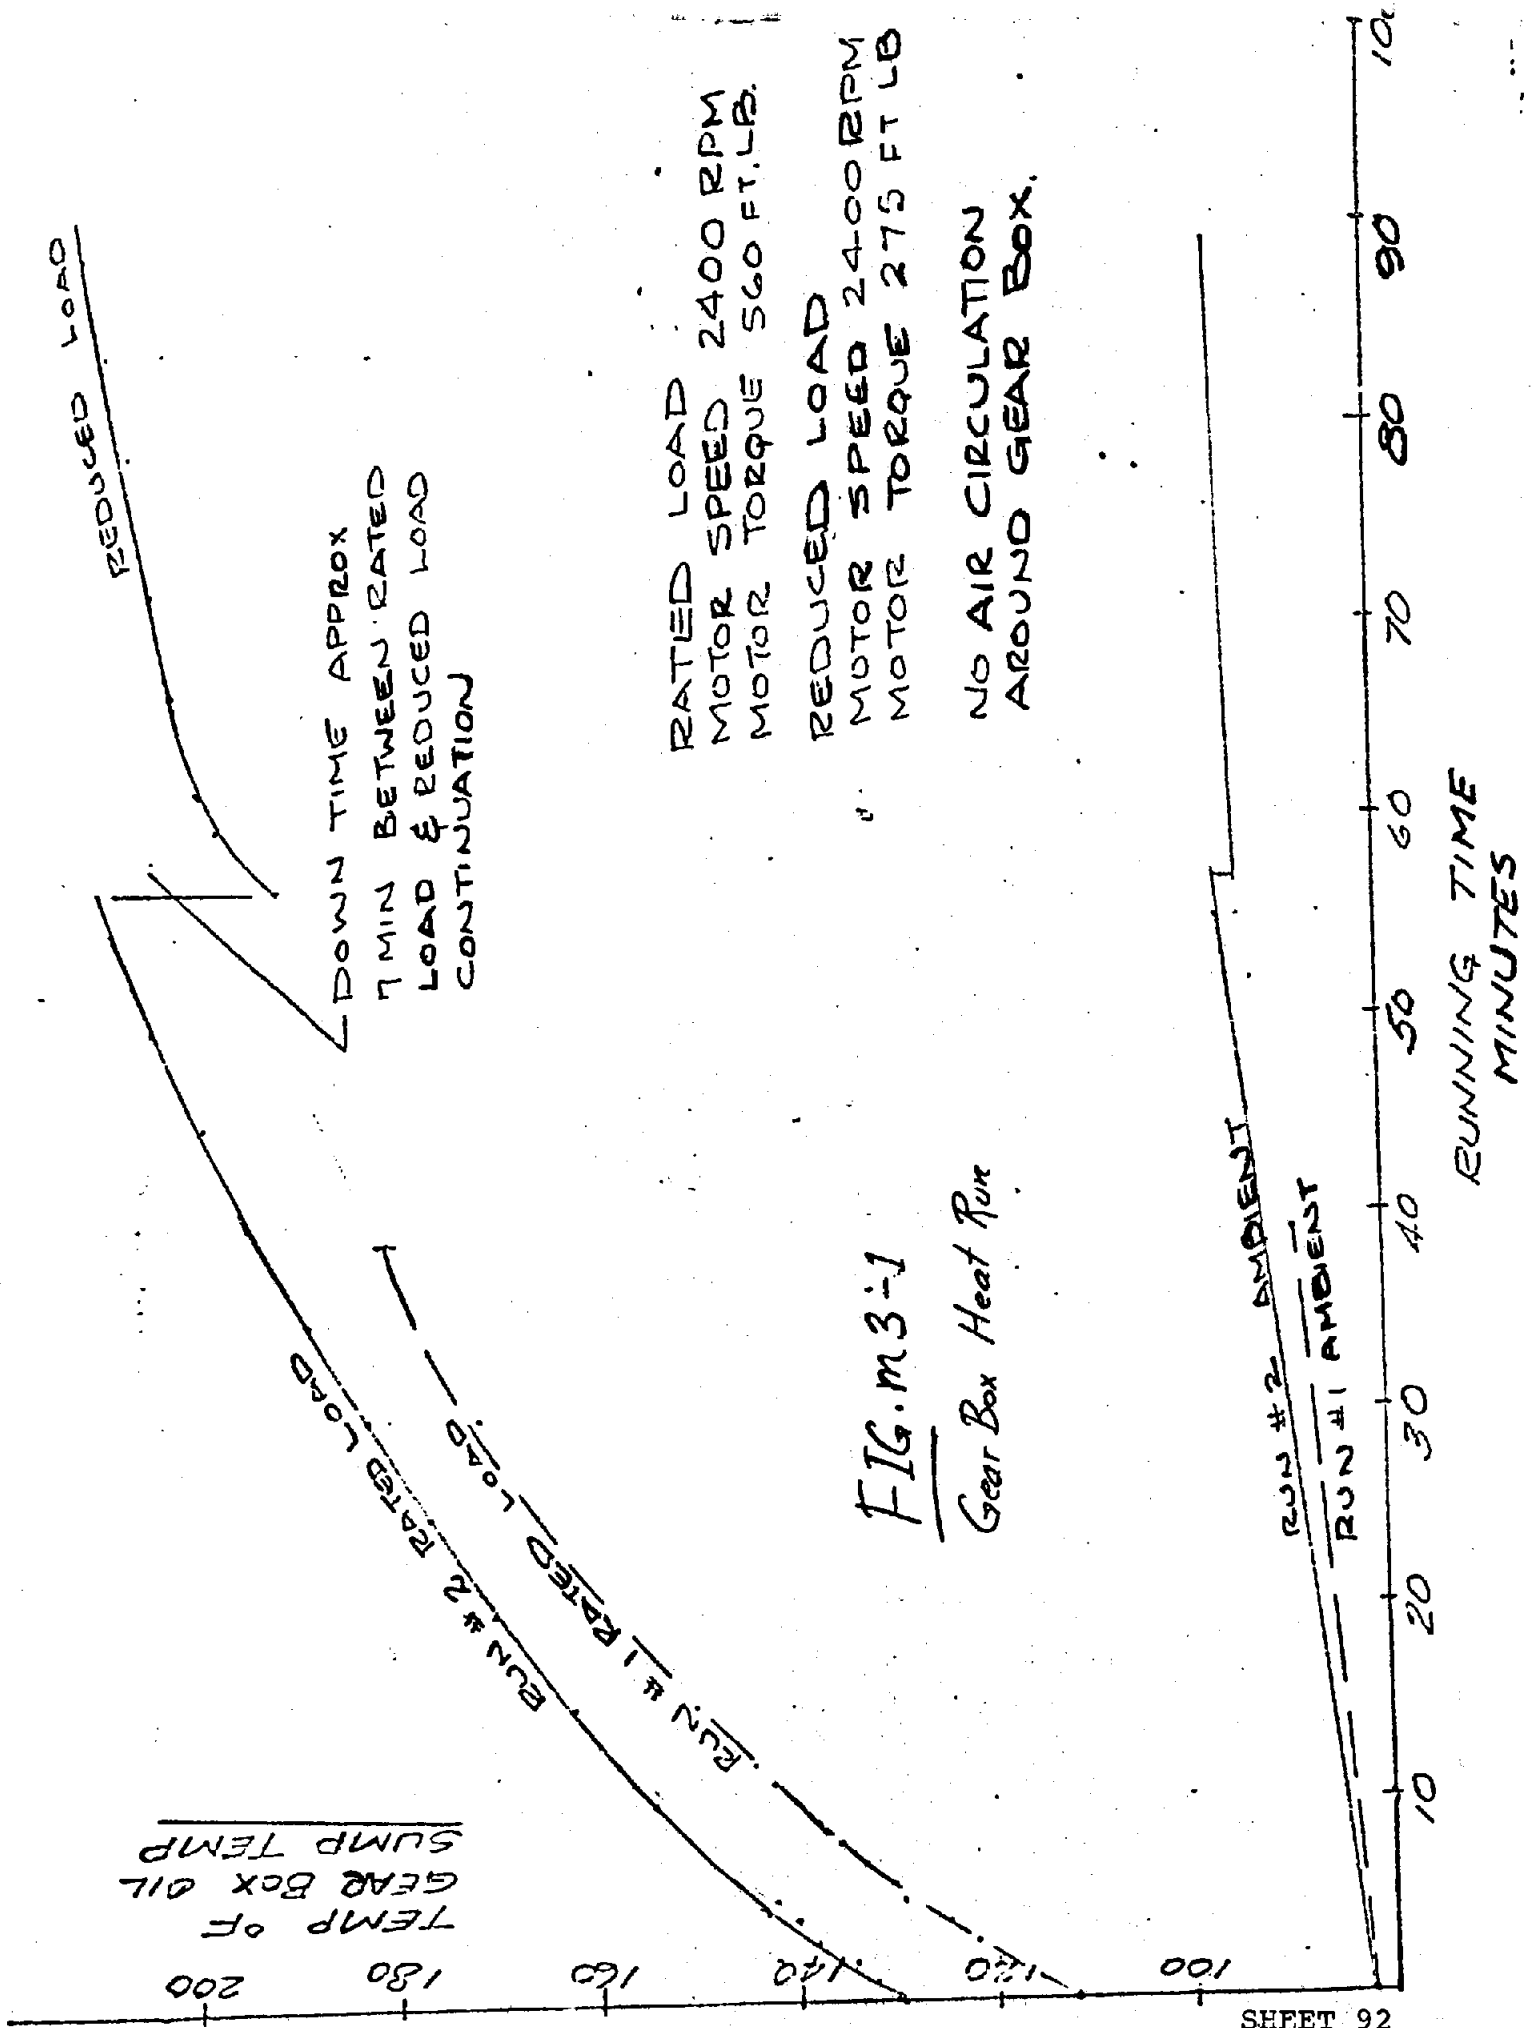 TEMP °F
GEAR BOX OIL
SUMP TEMP
200
180
160
140
120
100
REDUCED LOAD
DOWN TIME APPROX
7 MIN BETWEEN RATED
LOAD & REDUCED LOAD
CONTINUATION
RUN #2 RATED LOAD
RUN #1 RATED LOAD
RATED LOAD
MOTOR SPEED 2400 RPM
MOTOR TORQUE 560 FT. LB.
REDUCED LOAD
MOTOR SPEED 2400 RPM
MOTOR TORQUE 275 FT LB
NO AIR CIRCULATION
AROUND GEAR BOX.
FIG. m3-1
Gear Box Heat Run
RUN #2 AMBIENT
RUN #1 AMBIENT
10
20
30
40
50
60
70
80
90
RUNNING TIME
MINUTES
SHEET 92